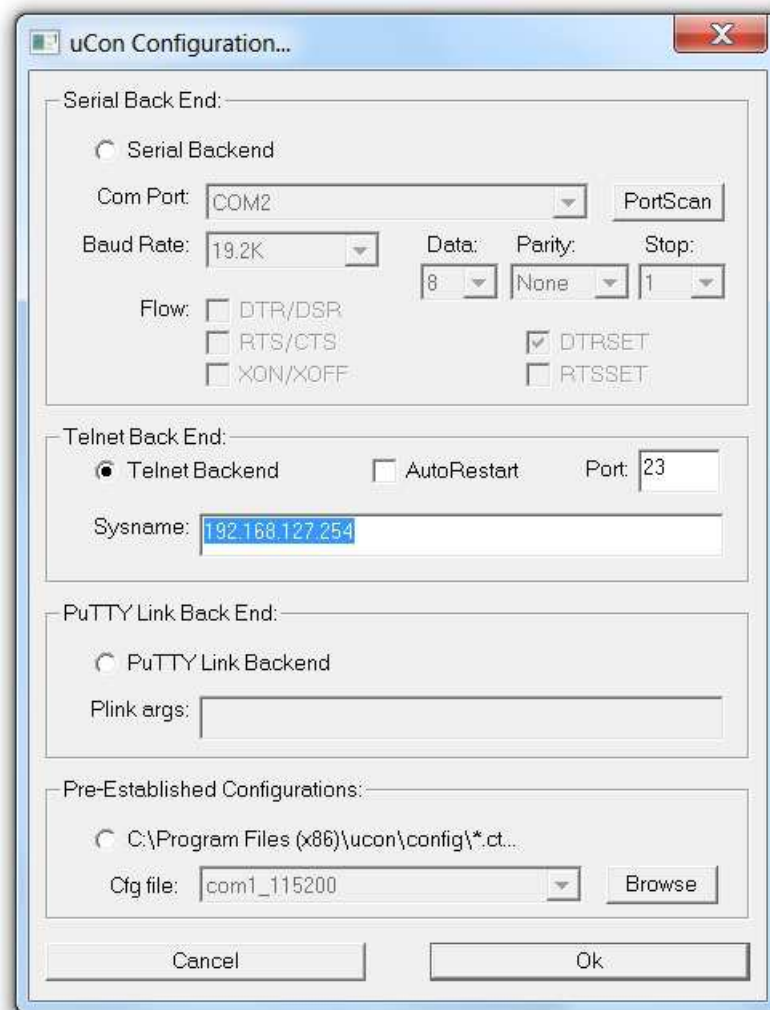 uCon Configuration...
Serial Back End:
Serial Backend
Com Port: COM2 PortScan
Baud Rate: 19.2K Data: 8 Parity: None Stop: 1
Flow: DTR/DSR
RTS/CTS DTRSET
XON/XOFF RTSSET
Telnet Back End:
Telnet Backend AutoRestart Port: 23
Sysname: 192.168.127.254
PuTTY Link Back End:
PuTTY Link Backend
Plink args:
Pre-Established Configurations:
C:\Program Files (x86)\ucon\config\*.ct...
Cfg file: com1_115200 Browse
Cancel Ok